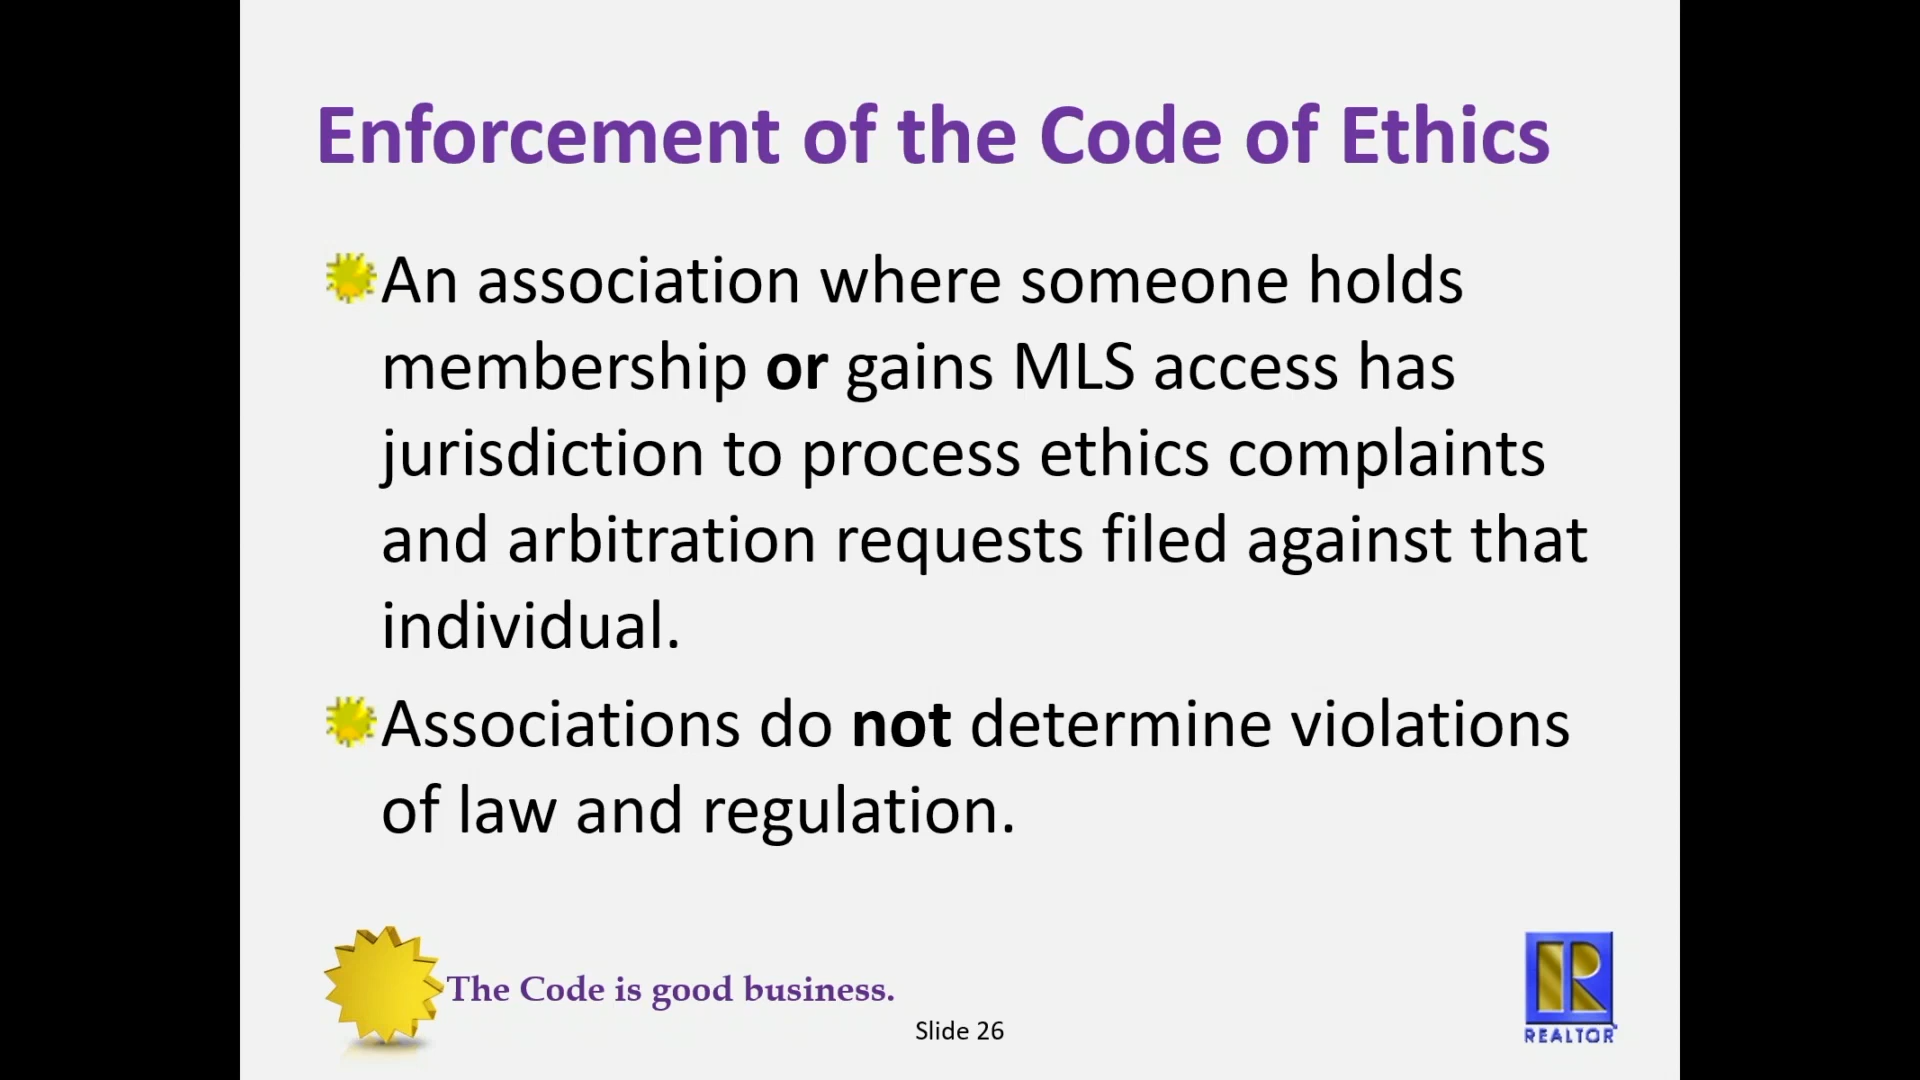 Enforcement of the Code of Ethics
An association where someone holds
membership or gains MLS access has
jurisdiction to process ethics complaints
and arbitration requests filed against that
individual.
Associations do not determine violations
of law and regulation.
The Code is good business.
Slide 26
R
REALTOR